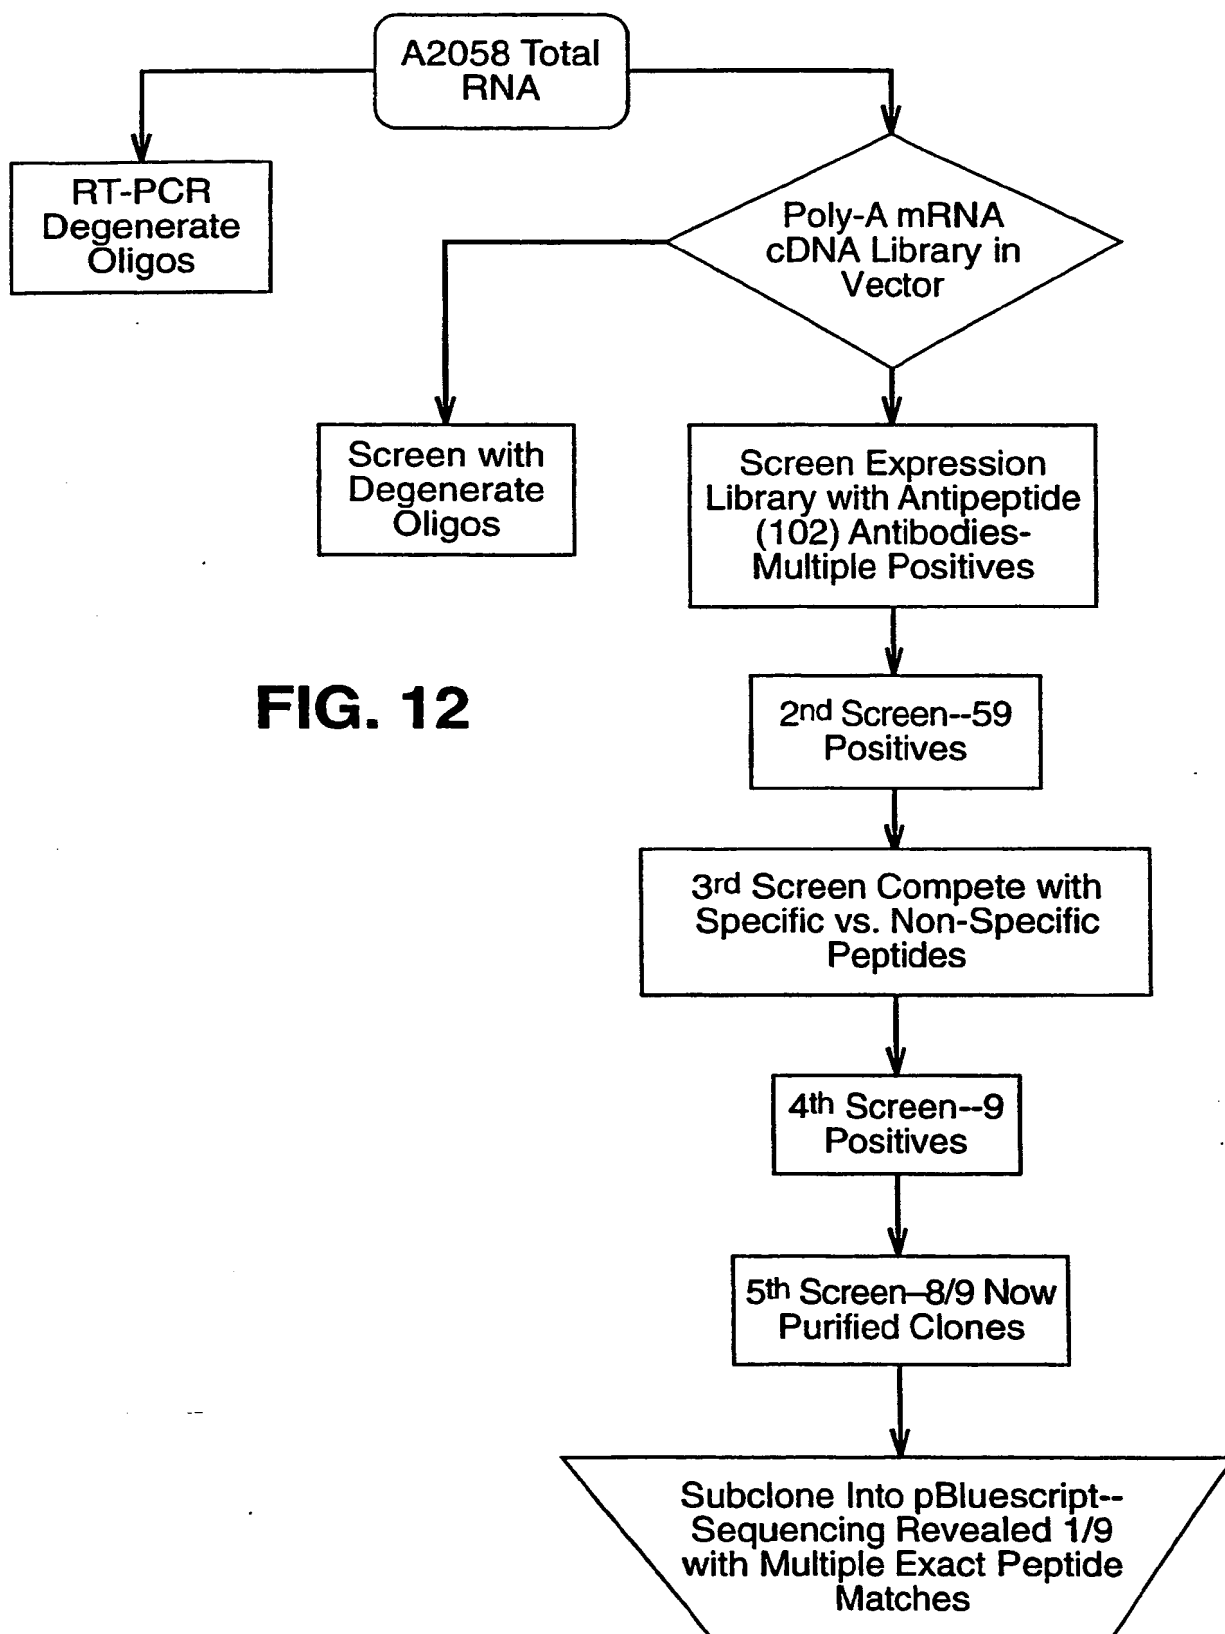 A2058 Total
RNA
RT-PCR
Degenerate
Oligos
Poly-A mRNA
cDNA Library in
Vector
Screen with
Degenerate
Oligos
Screen Expression
Library with Antipeptide
(102) Antibodies-
Multiple Positives
FIG. 12
2nd Screen--59
Positives
3rd Screen Compete with
Specific vs. Non-Specific
Peptides
4th Screen--9
Positives
5th Screen–8/9 Now
Purified Clones
Subclone Into pBluescript--
Sequencing Revealed 1/9
with Multiple Exact Peptide
Matches